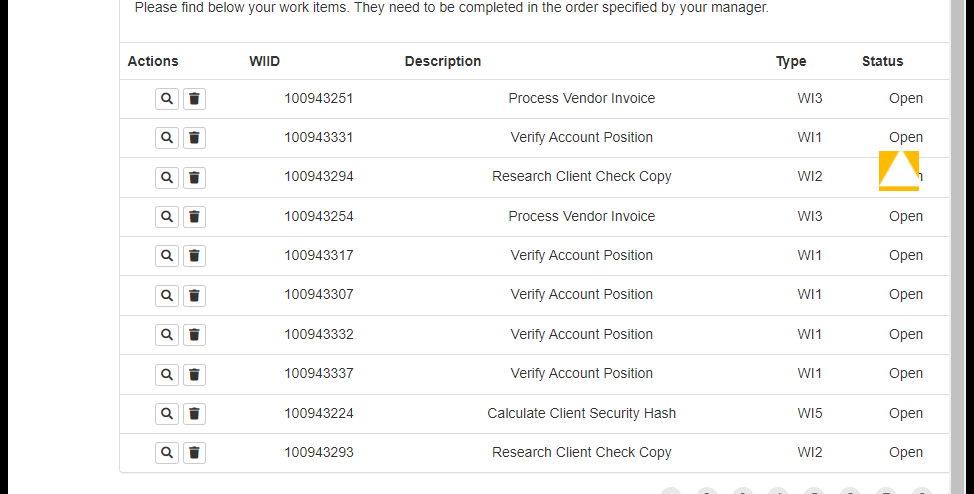 Please find below your work items. They need to be completed in the order specified by your manager.
Actions WIID Description Type Status
100943251 Process Vendor Invoice WI3 Open
100943331 Verify Account Position WI1 Open
100943294 Research Client Check Copy WI2
100943254 Process Vendor Invoice WI3 Open
100943317 Verify Account Position WI1 Open
100943307 Verify Account Position WI1 Open
100943332 Verify Account Position WI1 Open
100943337 Verify Account Position WI1 Open
100943224 Calculate Client Security Hash WI5 Open
100943293 Research Client Check Copy WI2 Open